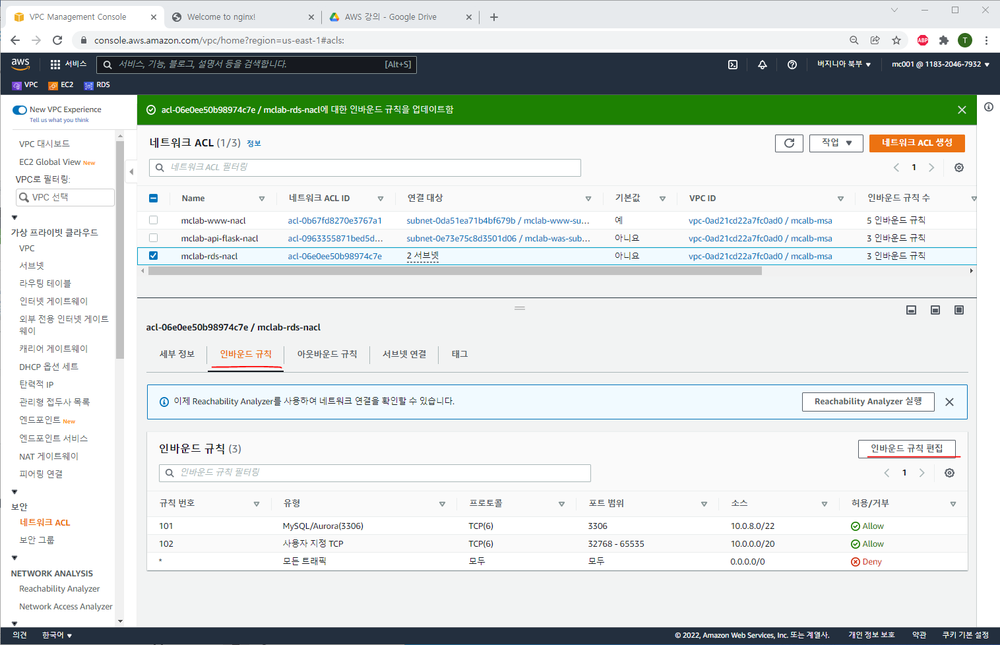 VPC Management Console
Welcome to nginx!
AWS 강의 - Google Drive
console.aws.amazon.com/vpc/home?region=us-east-1#acls:
ABP
T
aws
서비스
서비스, 기능, 블로그, 설명서 등을 검색합니다.
[Alt+S]
버지니아 북부
mc001 @ 1183-2046-7932
VPC
EC2
RDS
New VPC Experience
Tell us what you think
VPC 대시보드
EC2 Global View New
VPC로 필터링:
VPC 선택
가상 프라이빗 클라우드
VPC
서브넷
라우팅 테이블
인터넷 게이트웨이
외부 전용 인터넷 게이트
웨이
캐리어 게이트웨이
DHCP 옵션 세트
탄력적 IP
관리형 접두사 목록
엔드포인트 New
엔드포인트 서비스
NAT 게이트웨이
피어링 연결
보안
네트워크 ACL
보안 그룹
NETWORK ANALYSIS
Reachability Analyzer
Network Access Analyzer
acl-06e0ee50b98974c7e / mclab-rds-nacl에 대한 인바운드 규칙을 업데이트함
네트워크 ACL (1/3) 정보
작업
네트워크 ACL 생성
네트워크 ACL 필터링
1
Name 네트워크 ACL ID 연결 대상 기본값 VPC ID 인바운드 규칙 수
mclab-www-nacl acl-0b67fd8270e3767a1 subnet-0da51ea71b4bf679b / mclab-www-su... 예 vpc-0ad21cd22a7fc0ad0 / mcalb-msa 5 인바운드 규칙
mclab-api-flask-nacl acl-0963355871bed5d... subnet-0e73e75c8d3501d06 / mclab-was-sub... 아니요 vpc-0ad21cd22a7fc0ad0 / mcalb-msa 3 인바운드 규칙
mclab-rds-nacl acl-06e0ee50b98974c7e 2 서브넷 아니요 vpc-0ad21cd22a7fc0ad0 / mcalb-msa 3 인바운드 규칙
acl-06e0ee50b98974c7e / mclab-rds-nacl
세부 정보 인바운드 규칙 아웃바운드 규칙 서브넷 연결 태그
이제 Reachability Analyzer를 사용하여 네트워크 연결을 확인할 수 있습니다.
Reachability Analyzer 실행
인바운드 규칙 (3)
인바운드 규칙 편집
인바운드 규칙 필터링
1
규칙 번호 유형 프로토콜 포트 범위 소스 허용/거부
101 MySQL/Aurora(3306) TCP(6) 3306 10.0.8.0/22 Allow
102 사용자 지정 TCP TCP(6) 32768 - 65535 10.0.0.0/20 Allow
* 모든 트래픽 모두 모두 0.0.0.0/0 Deny
의견
한국어
© 2022, Amazon Web Services, Inc. 또는 계열사.
개인 정보 보호
약관
쿠키 기본 설정